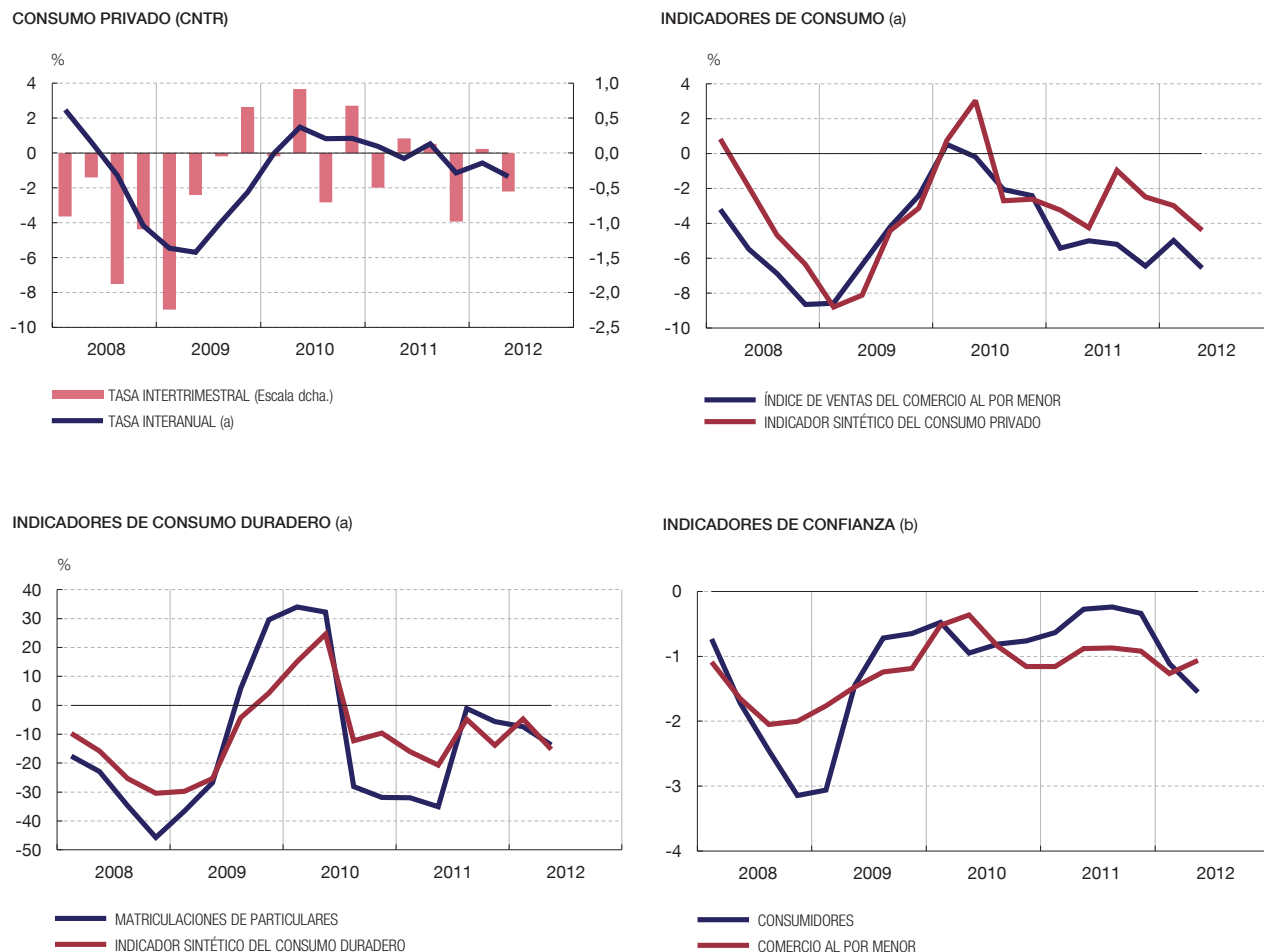 CONSUMO PRIVADO (CNTR)
%
4
2
0
-2
-4
-6
-8
-10
1,0
0,5
0,0
-0,5
-1,0
-1,5
-2,0
-2,5
2008 2009 2010 2011 2012
TASA INTERTRIMESTRAL (Escala dcha.)
TASA INTERANUAL (a)
INDICADORES DE CONSUMO (a)
%
4
2
0
-2
-4
-6
-8
-10
2008 2009 2010 2011 2012
ÍNDICE DE VENTAS DEL COMERCIO AL POR MENOR
INDICADOR SINTÉTICO DEL CONSUMO PRIVADO
INDICADORES DE CONSUMO DURADERO (a)
%
40
30
20
10
0
-10
-20
-30
-40
-50
2008 2009 2010 2011 2012
MATRICULACIONES DE PARTICULARES
INDICADOR SINTÉTICO DEL CONSUMO DURADERO
INDICADORES DE CONFIANZA (b)
0
-1
-2
-3
-4
2008 2009 2010 2011 2012
CONSUMIDORES
COMERCIO AL POR MENOR